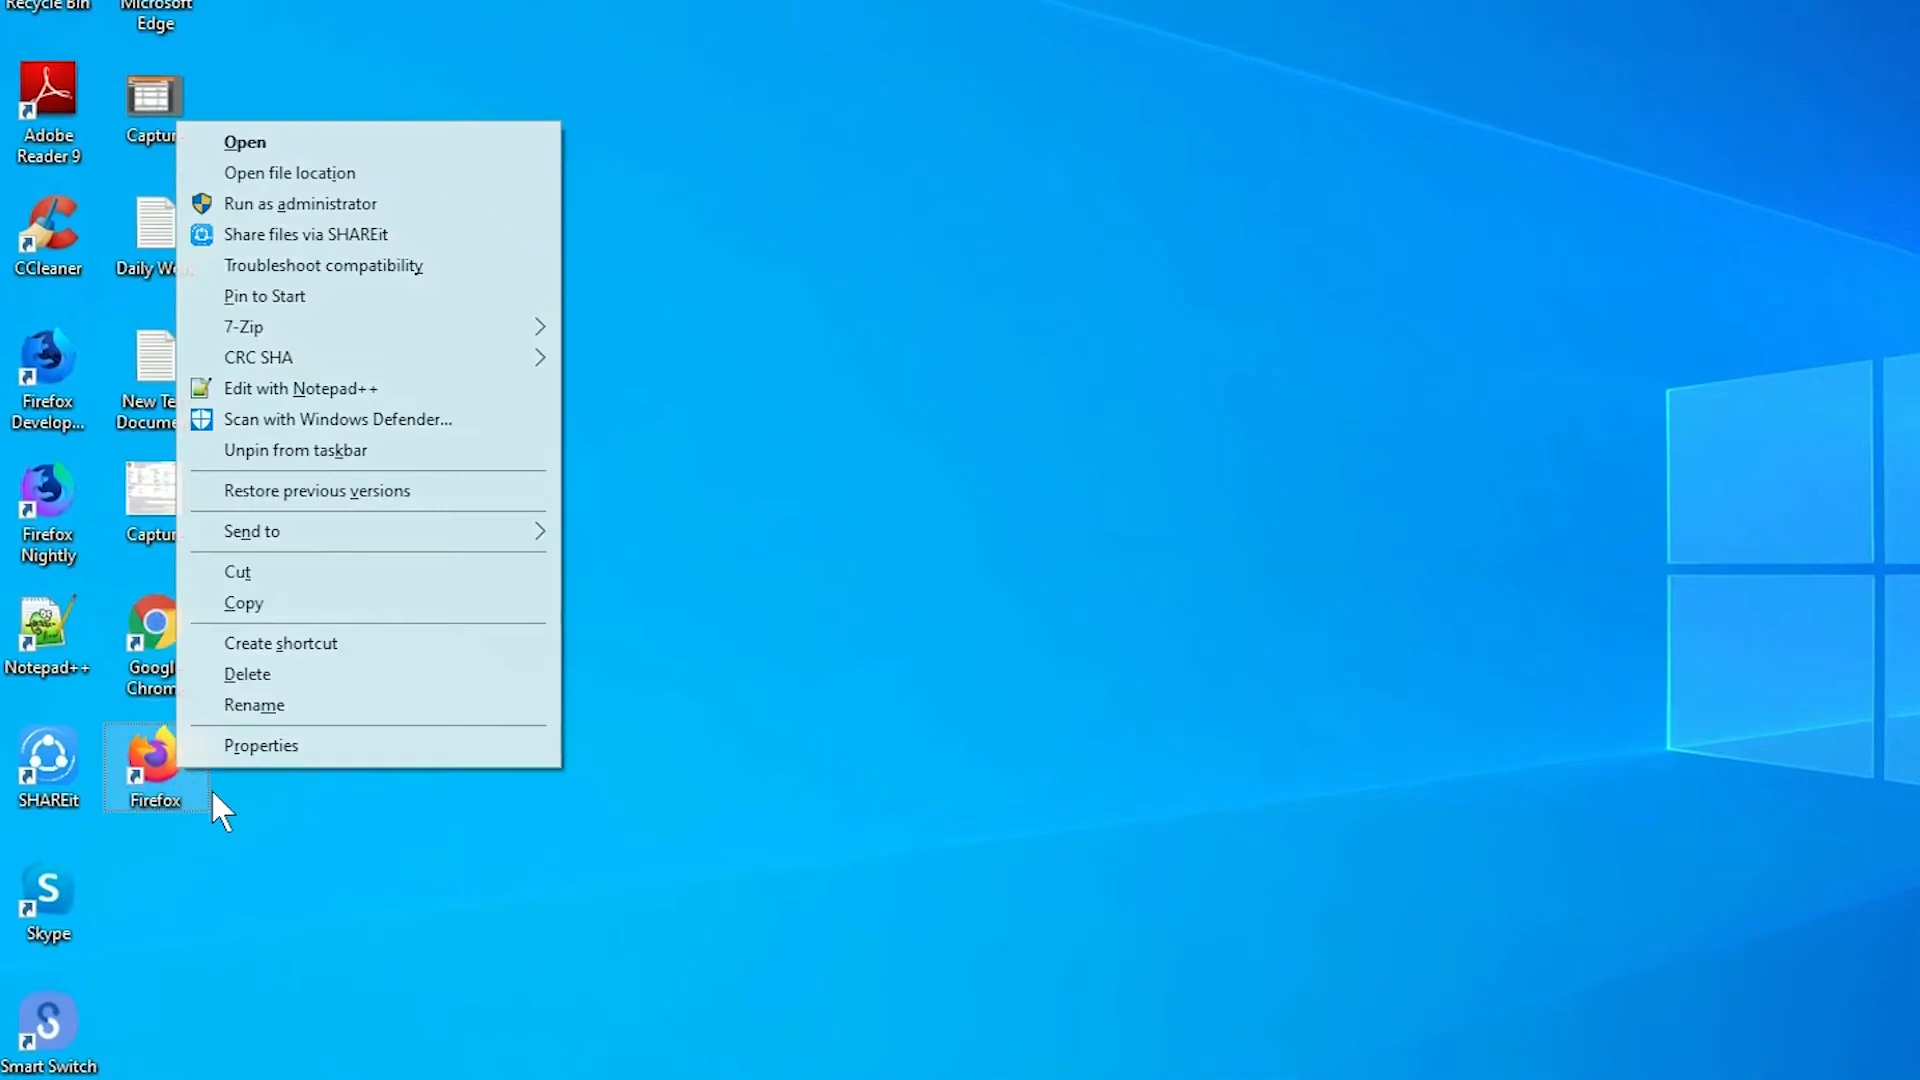 Recycle Bin
Microsoft
Edge
Adobe
Reader 9
Captur
CCleaner
Daily Wo
Firefox
Develop...
New Te
Docume
Firefox
Nightly
Captur
Notepad++
Googl
Chrom
SHAREit
Firefox
Skype
Smart Switch
Open
Open file location
Run as administrator
Share files via SHAREit
Troubleshoot compatibility
Pin to Start
7-Zip
CRC SHA
Edit with Notepad++
Scan with Windows Defender...
Unpin from taskbar
Restore previous versions
Send to
Cut
Copy
Create shortcut
Delete
Rename
Properties